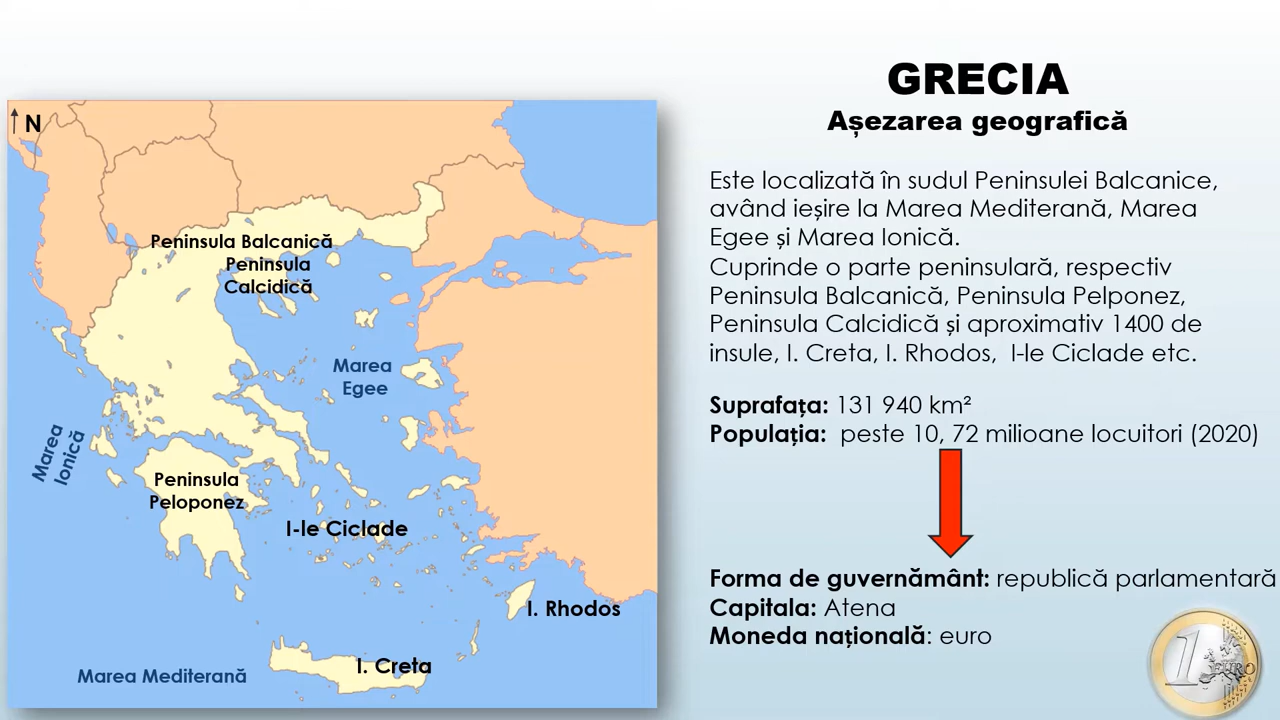 GRECIA
Așezarea geografică
N
Peninsula Balcanică
Peninsula
Calcidică
Marea
Egee
Marea
Ionică
Peninsula
Peloponez
I-le Ciclade
I. Rhodos
I. Creta
Marea Mediterană
Este localizată în sudul Peninsulei Balcanice,
având ieșire la Marea Mediterană, Marea
Egee și Marea Ionică.
Cuprinde o parte peninsulară, respectiv
Peninsula Balcanică, Peninsula Pelponez,
Peninsula Calcidică și aproximativ 1400 de
insule, I. Creta, I. Rhodos, I-le Ciclade etc.
Suprafața: 131 940 km²
Populația: peste 10, 72 milioane locuitori (2020)
Forma de guvernământ: republică parlamentară
Capitala: Atena
Moneda națională: euro
1 EURO